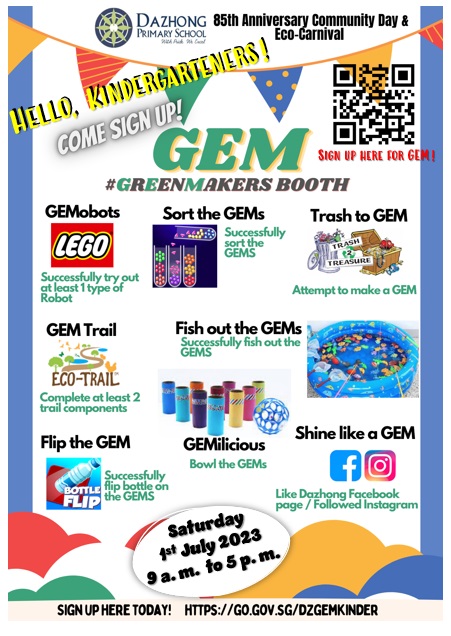 DAZHONG
PRIMARY SCHOOL
With Pride We Excel
85th Anniversary Community Day &
Eco-Carnival
HELLO, KINDERGARTENERS!
COME SIGN UP!
GEM
#GREENMAKERS BOOTH
SIGN UP HERE FOR GEM!
GEMobots
LEGO
Successfully try out
at least 1 type of
Robot
Sort the GEMs
Successfully
sort the
GEMS
Trash to GEM
TRASH
2
TREASURE
Attempt to make a GEM
GEM Trail
ECO-TRAIL
Complete at least 2
trail components
Fish out the GEMs
Successfully fish out the
GEMS
Flip the GEM
BOTTLE
FLIP
Successfully
flip bottle on
the GEMS
GEMilicious
Bowl the GEMs
Shine like a GEM
Like Dazhong Facebook
page / Followed Instagram
Saturday
1st July 2023
9 a. m. to 5 p. m.
SIGN UP HERE TODAY! HTTPS://GO.GOV.SG/DZGEMKINDER